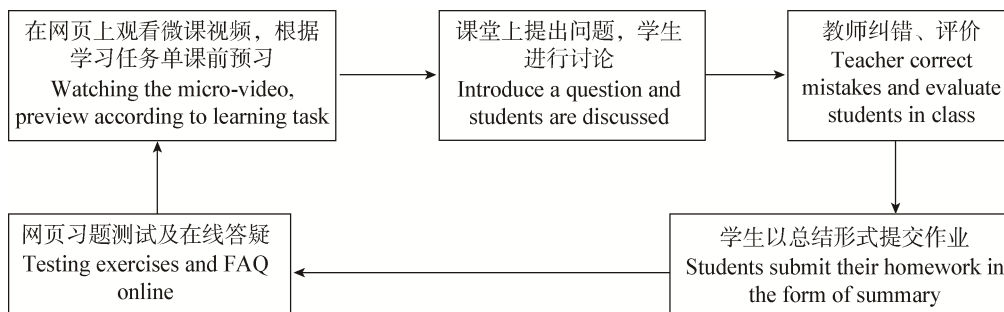 在网页上观看微课视频，根据
学习任务单课前预习
Watching the micro-video,
preview according to learning task
课堂上提出问题，学生
进行讨论
Introduce a question and
students are discussed
教师纠错、评价
Teacher correct
mistakes and evaluate
students in class
学生以总结形式提交作业
Students submit their homework in
the form of summary
网页习题测试及在线答疑
Testing exercises and FAQ
online